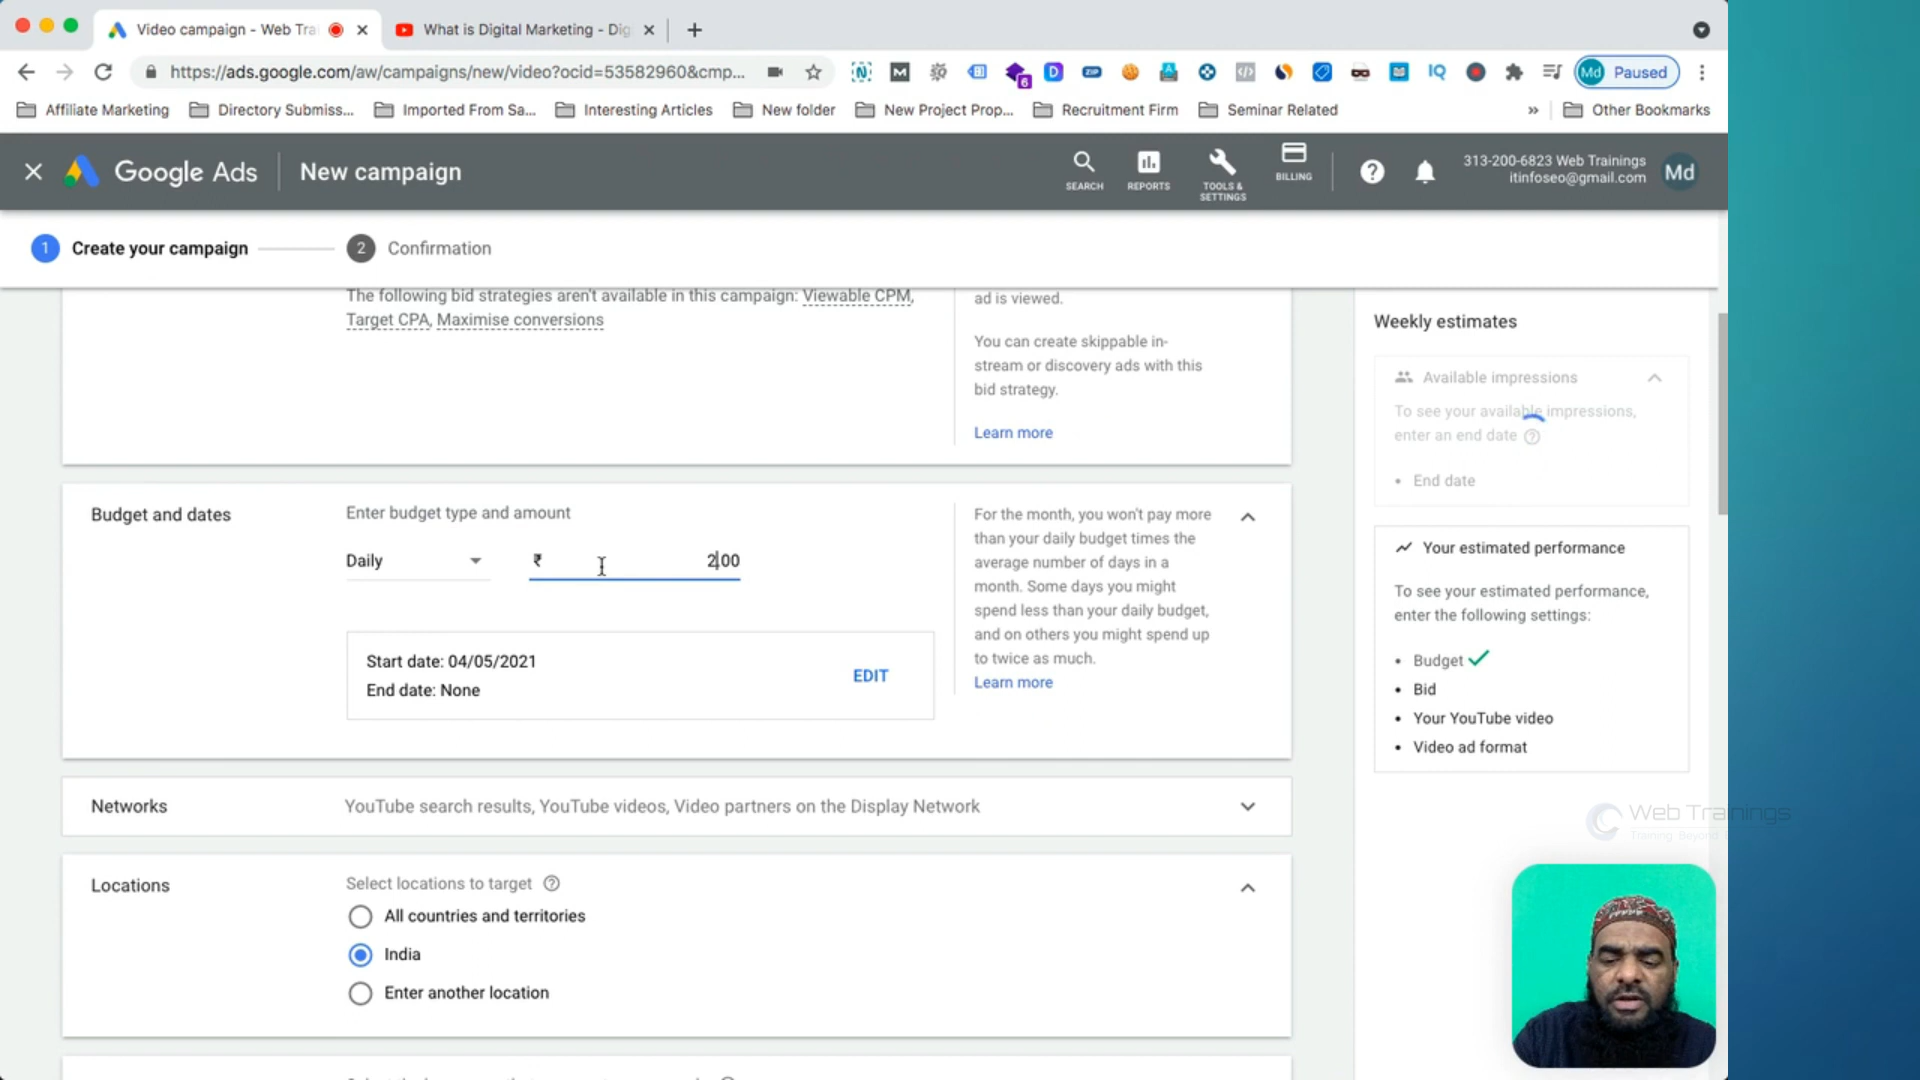 Video campaign - Web Tra
What is Digital Marketing - Dig
https://ads.google.com/aw/campaigns/new/video?ocid=53582960&cmp...
Md Paused
Affiliate Marketing
Directory Submiss...
Imported From Sa...
Interesting Articles
New folder
New Project Prop...
Recruitment Firm
Seminar Related
»
Other Bookmarks
Google Ads
New campaign
SEARCH
REPORTS
TOOLS &
SETTINGS
BILLING
313-200-6823 Web Trainings
itinfoseo@gmail.com
Md
1 Create your campaign
2 Confirmation
The following bid strategies aren't available in this campaign: Viewable CPM,
Target CPA, Maximise conversions
ad is viewed.
You can create skippable in-
stream or discovery ads with this
bid strategy.
Learn more
Weekly estimates
Available impressions
To see your available impressions,
enter an end date
• End date
Budget and dates
Enter budget type and amount
Daily
₹ 200
Start date: 04/05/2021
End date: None
EDIT
For the month, you won't pay more
than your daily budget times the
average number of days in a
month. Some days you might
spend less than your daily budget,
and on others you might spend up
to twice as much.
Learn more
Your estimated performance
To see your estimated performance,
enter the following settings:
• Budget
• Bid
• Your YouTube video
• Video ad format
Networks
YouTube search results, YouTube videos, Video partners on the Display Network
Web Trainings
Training. Beyond
Locations
Select locations to target
All countries and territories
India
Enter another location